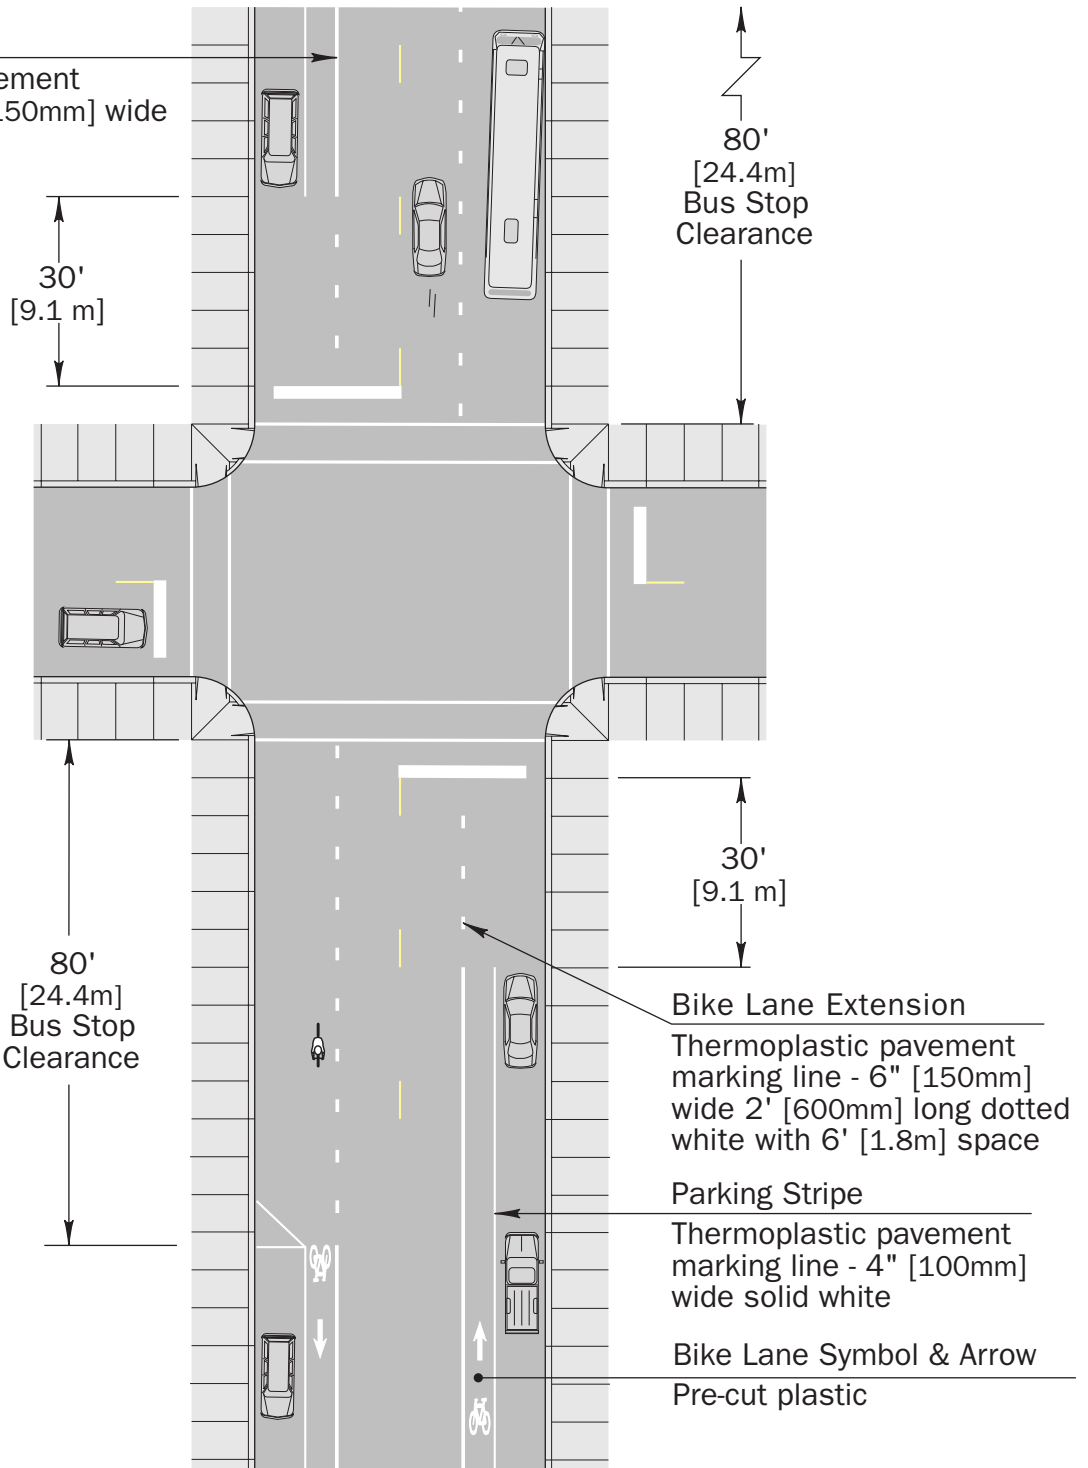 ement
150mm] wide
80'
[24.4m]
Bus Stop
Clearance
30'
[9.1 m]
30'
[9.1 m]
80'
[24.4m]
Bus Stop
Clearance
Bike Lane Extension
Thermoplastic pavement
marking line - 6" [150mm]
wide 2' [600mm] long dotted
white with 6' [1.8m] space
Parking Stripe
Thermoplastic pavement
marking line - 4" [100mm]
wide solid white
Bike Lane Symbol & Arrow
Pre-cut plastic